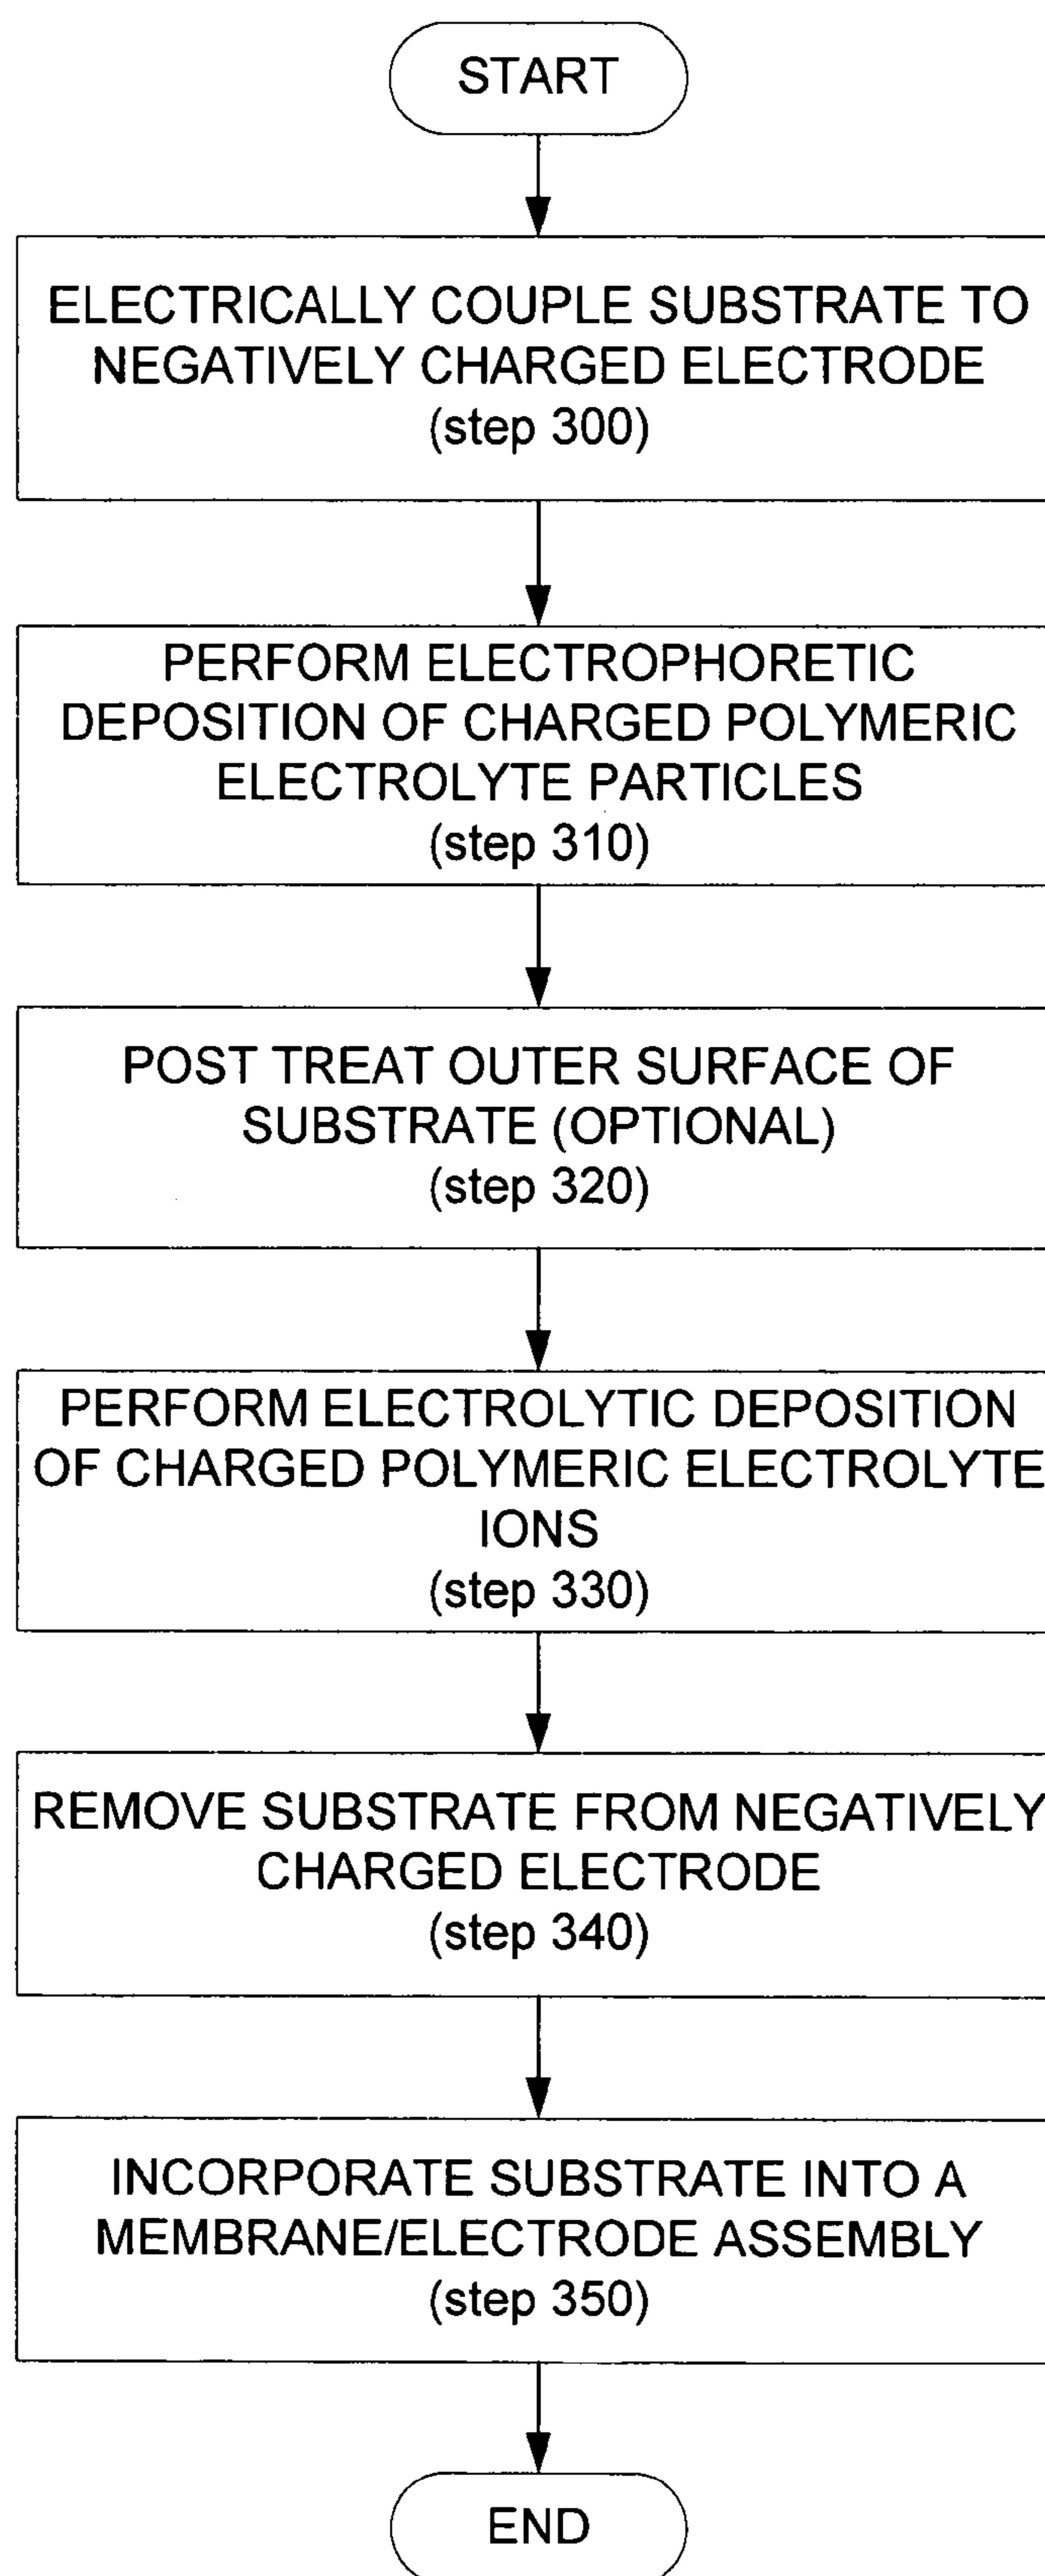 START
ELECTRICALLY COUPLE SUBSTRATE TO
NEGATIVELY CHARGED ELECTRODE
(step 300)
PERFORM ELECTROPHORETIC
DEPOSITION OF CHARGED POLYMERIC
ELECTROLYTE PARTICLES
(step 310)
POST TREAT OUTER SURFACE OF
SUBSTRATE (OPTIONAL)
(step 320)
PERFORM ELECTROLYTIC DEPOSITION
OF CHARGED POLYMERIC ELECTROLYTE
IONS
(step 330)
REMOVE SUBSTRATE FROM NEGATIVELY
CHARGED ELECTRODE
(step 340)
INCORPORATE SUBSTRATE INTO A
MEMBRANE/ELECTRODE ASSEMBLY
(step 350)
END